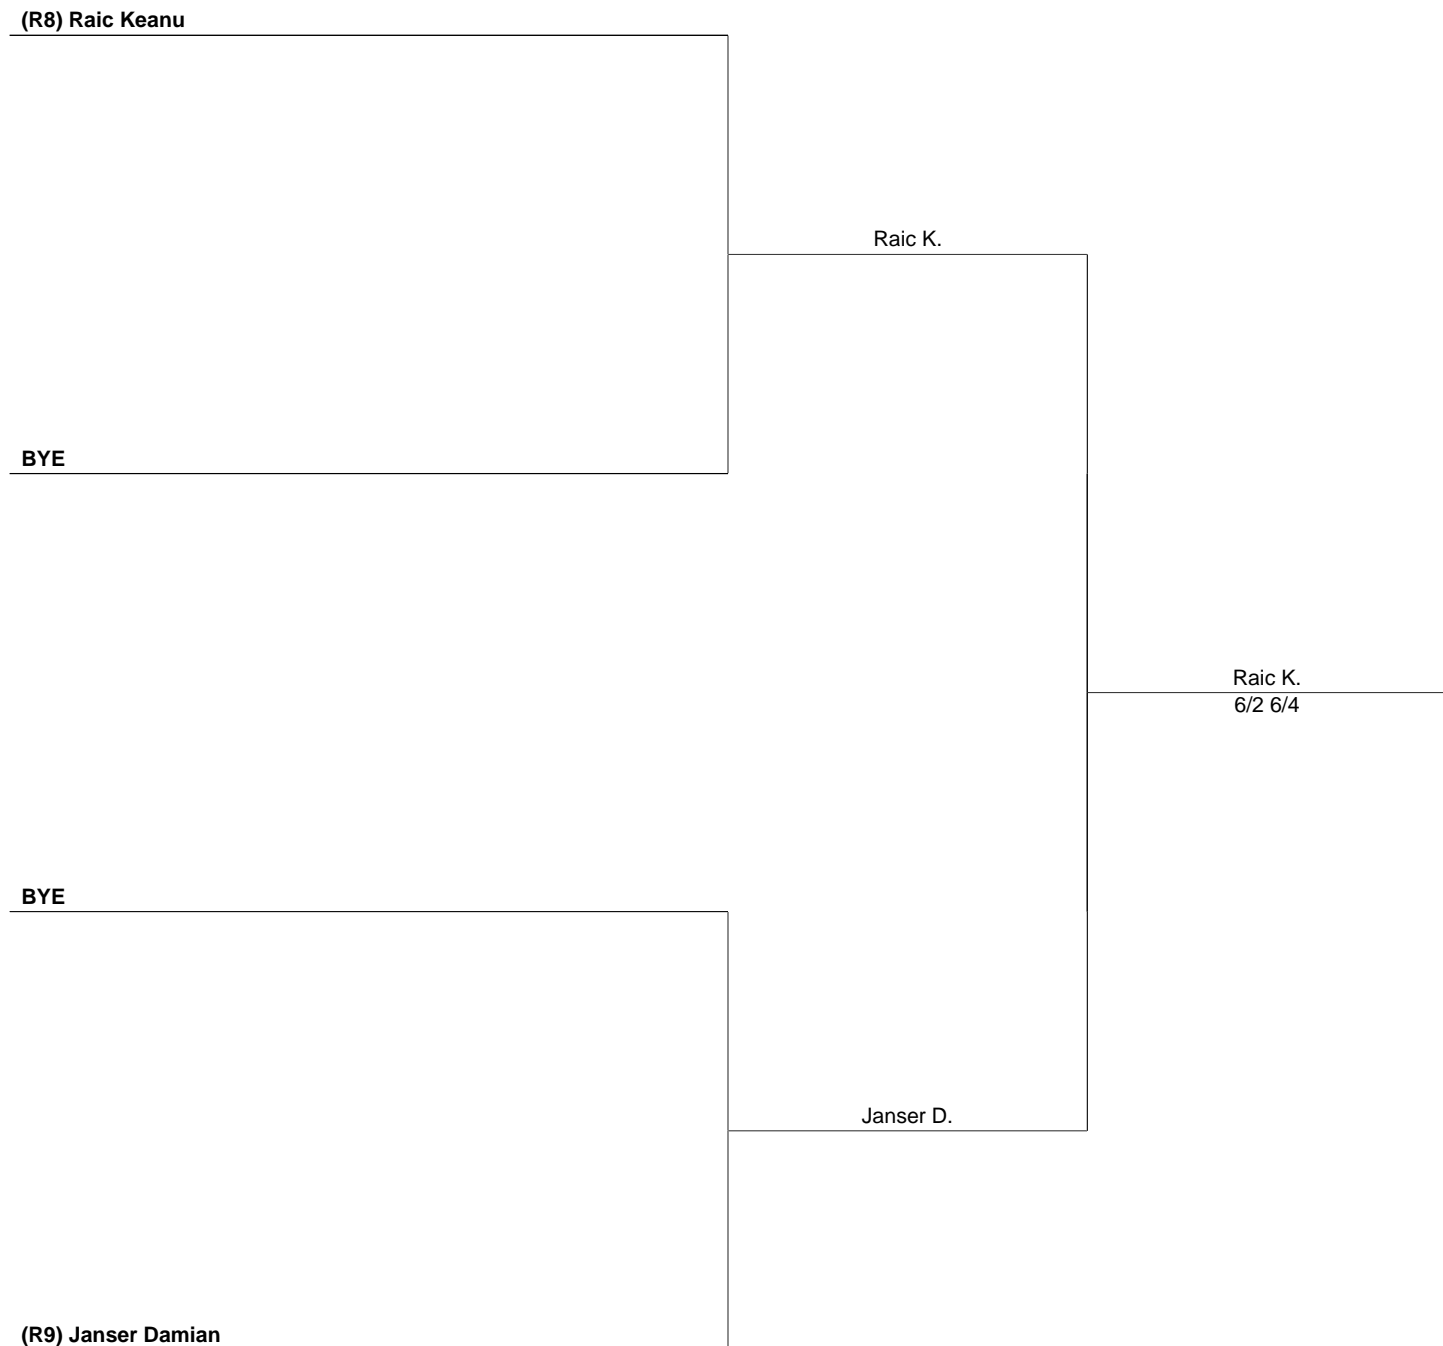 (R8) Raic Keanu
Raic K.
BYE
Raic K.
6/2 6/4
BYE
Janser D.
(R9) Janser Damian